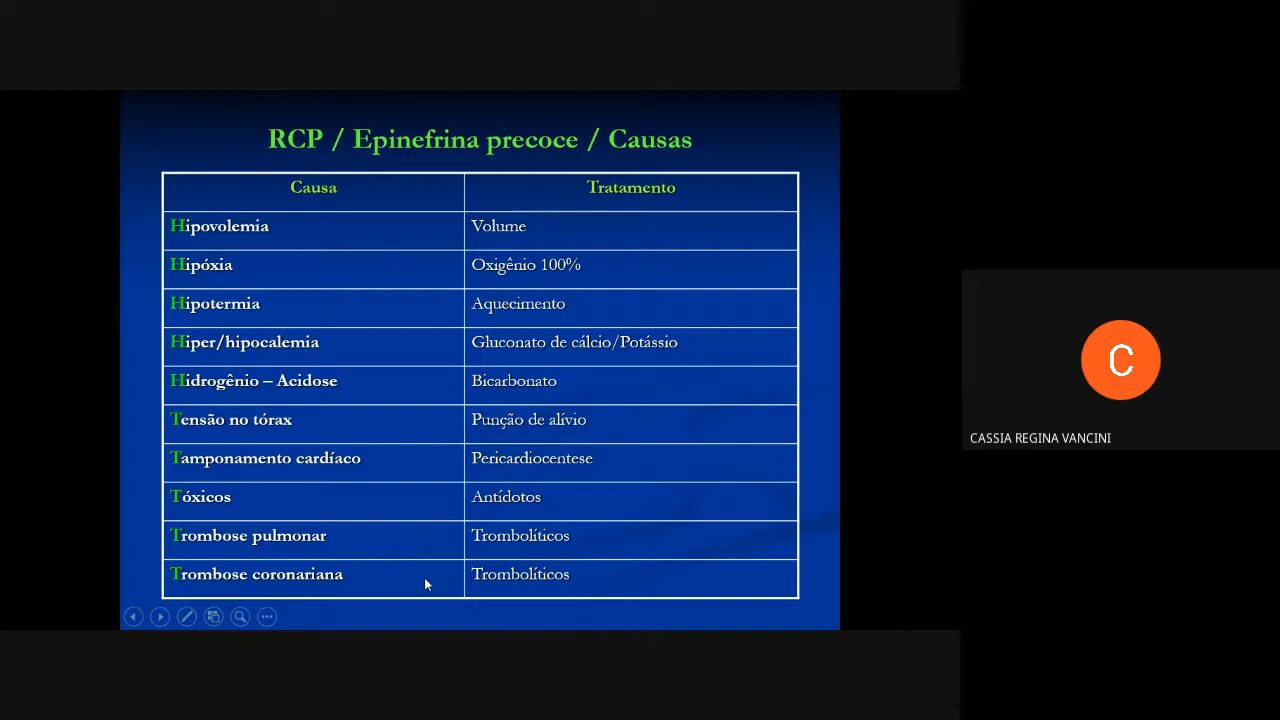 RCP / Epinefrina precoce / Causas
Causa Tratamento
Hipovolemia Volume
Hipóxia Oxigênio 100%
Hipotermia Aquecimento
Hiper/hipocalemia Gluconato de cálcio/Potássio
Hidrogênio – Acidose Bicarbonato
Tensão no tórax Punção de alívio
Tamponamento cardíaco Pericardiocentese
Tóxicos Antídotos
Trombose pulmonar Trombolíticos
Trombose coronariana Trombolíticos
C
CASSIA REGINA VANCINI